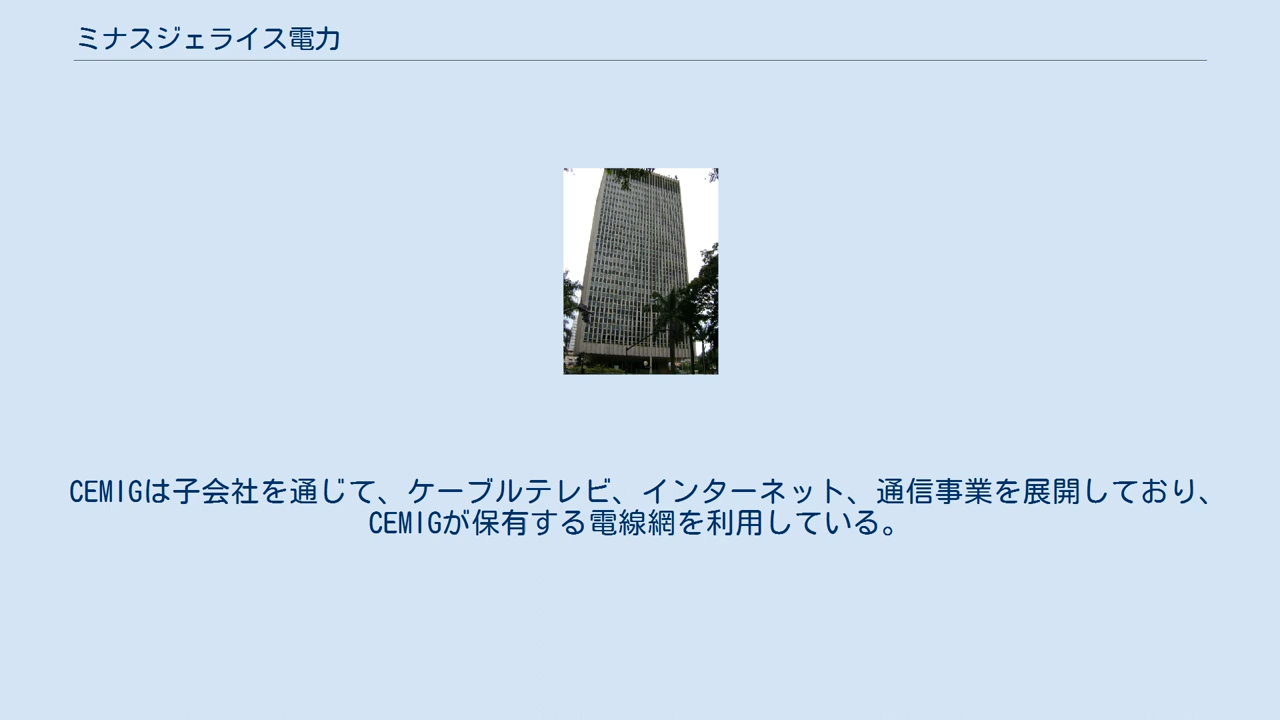 ミナスジェライス電力
CEMIGは子会社を通じて、ケーブルテレビ、インターネット、通信事業を展開しており、
CEMIGが保有する電線網を利用している。